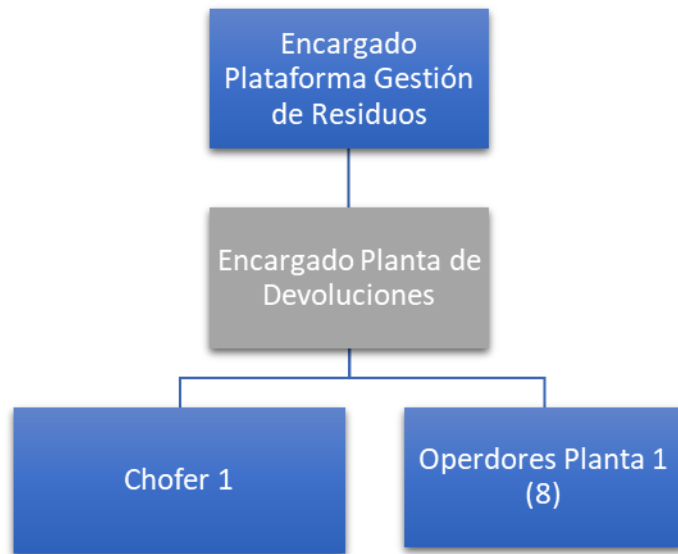 Encargado
Plataforma Gestión
de Residuos
Encargado Planta de
Devoluciones
Chofer 1
Operdores Planta 1
(8)